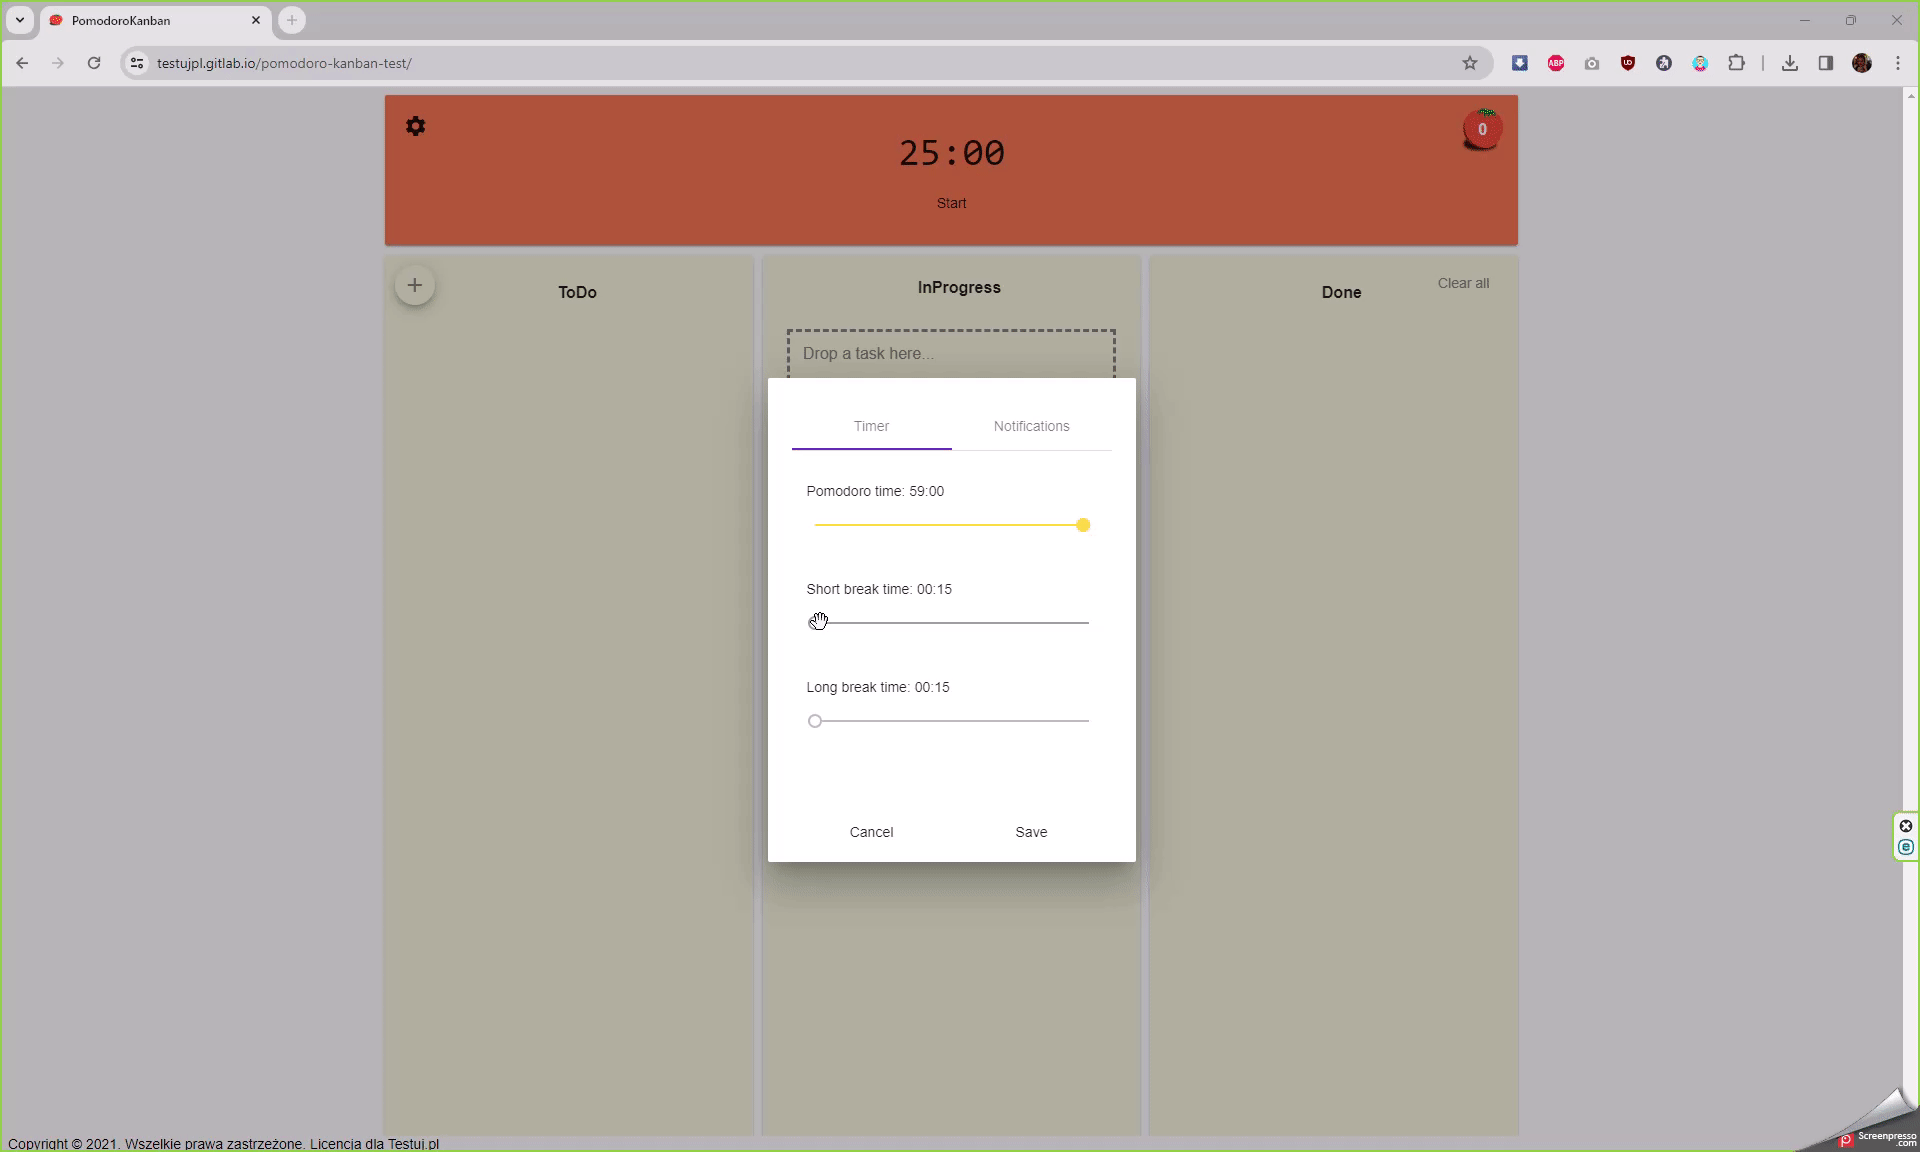 PomodoroKanban
testujpl.gitlab.io/pomodoro-kanban-test/
ABP
UD
25:00
0
Start
ToDo
InProgress
Done
Clear all
Drop a task here...
Timer
Notifications
Pomodoro time: 59:00
Short break time: 00:15
Long break time: 00:15
Cancel
Save
Copyright © 2021. Wszelkie prawa zastrzeżone. Licencja dla Testuj.pl
Screenpresso
.com